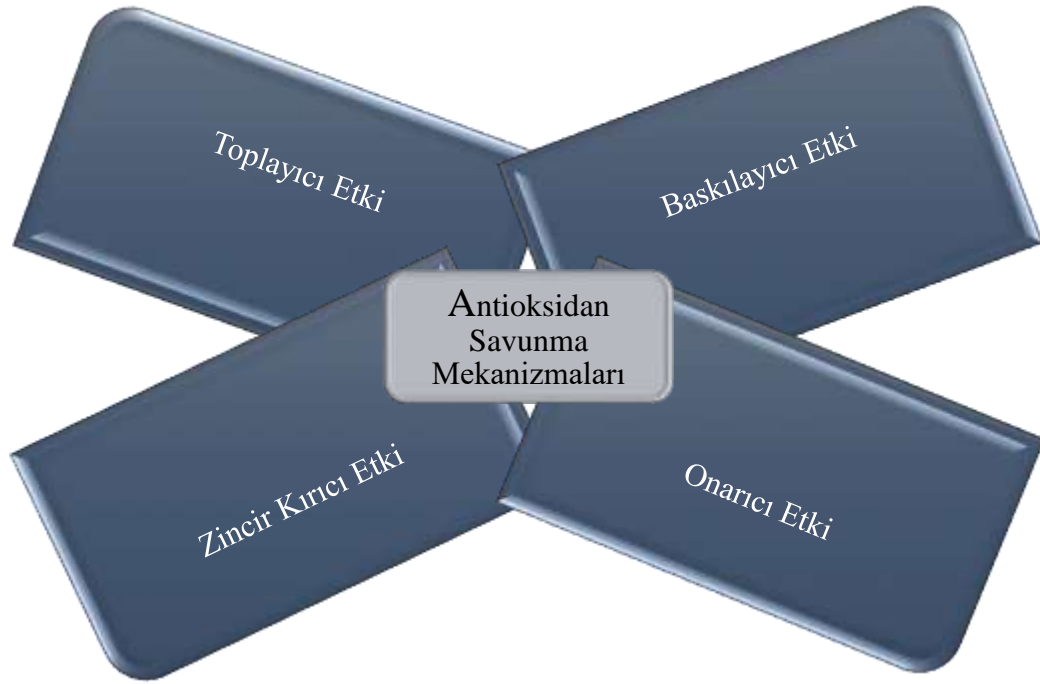 Toplayıcı Etki
Baskılayıcı Etki
Antioksidan
Savunma
Mekanizmaları
Zincir Kırıcı Etki
Onarıcı Etki